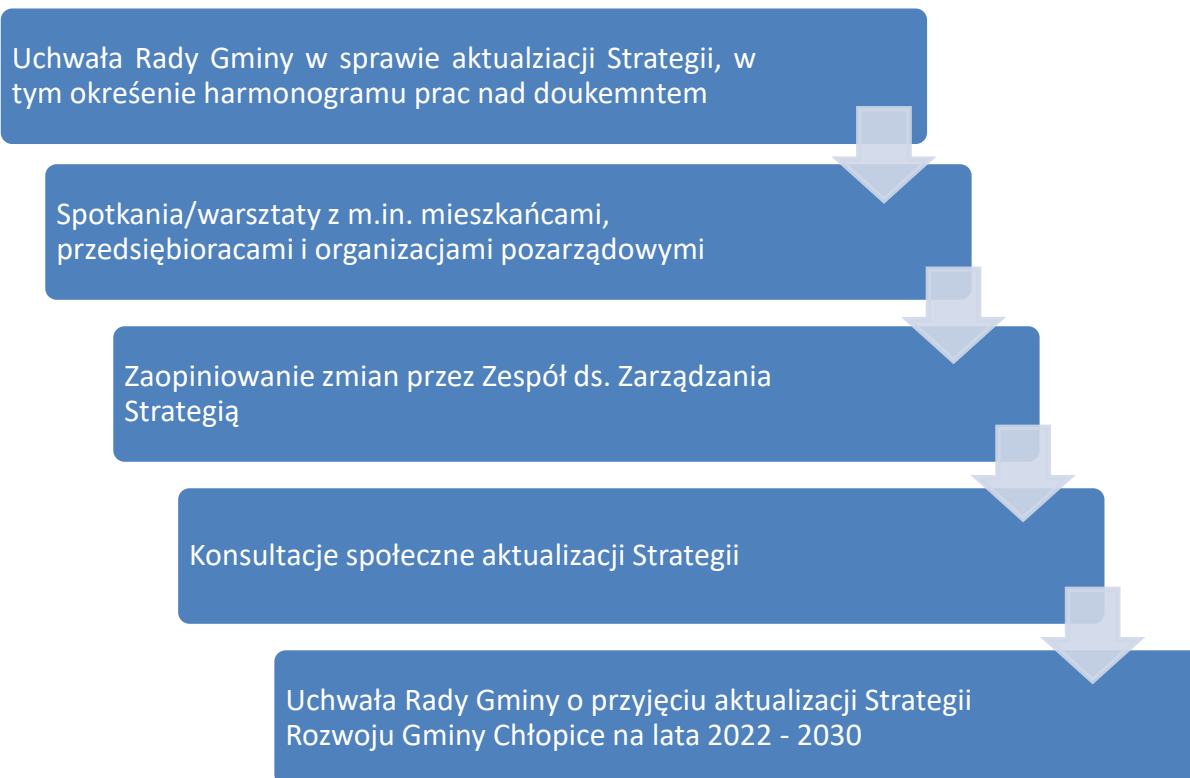 Uchwała Rady Gminy w sprawie aktualziacji Strategii, w
tym okreśenie harmonogramu prac nad doukemntem
Spotkania/warsztaty z m.in. mieszkańcami,
przedsiębioracami i organizacjami pozarządowymi
Zaopiniowanie zmian przez Zespół ds. Zarządzania
Strategią
Konsultacje społeczne aktualizacji Strategii
Uchwała Rady Gminy o przyjęciu aktualizacji Strategii
Rozwoju Gminy Chłopice na lata 2022 - 2030